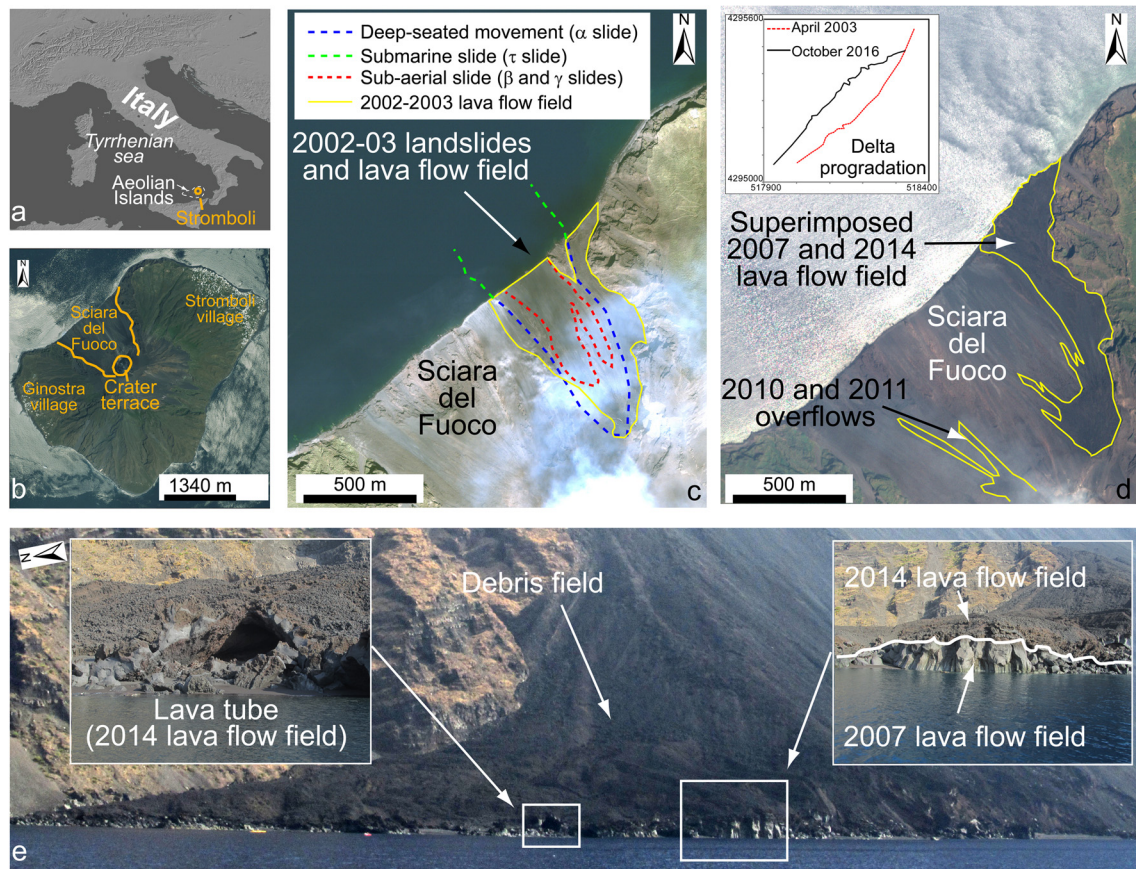 Italy
Tyrrhenian
sea
Aeolian
Islands
Stromboli
a
N
Sciara
del
Fuoco
Stromboli
village
Ginostra
village
Crater
terrace
1340 m
b
Deep-seated movement (α slide)
Submarine slide (τ slide)
Sub-aerial slide (β and γ slides)
2002-2003 lava flow field
N
2002-03 landslides
and lava flow field
Sciara
del
Fuoco
500 m
c
4295600
April 2003
October 2016
Delta
progradation
4295000
517900
518400
N
Superimposed
2007 and 2014
lava flow field
Sciara
del
Fuoco
2010 and 2011
overflows
500 m
d
N
Debris field
Lava tube
(2014 lava flow field)
2014 lava flow field
2007 lava flow field
e